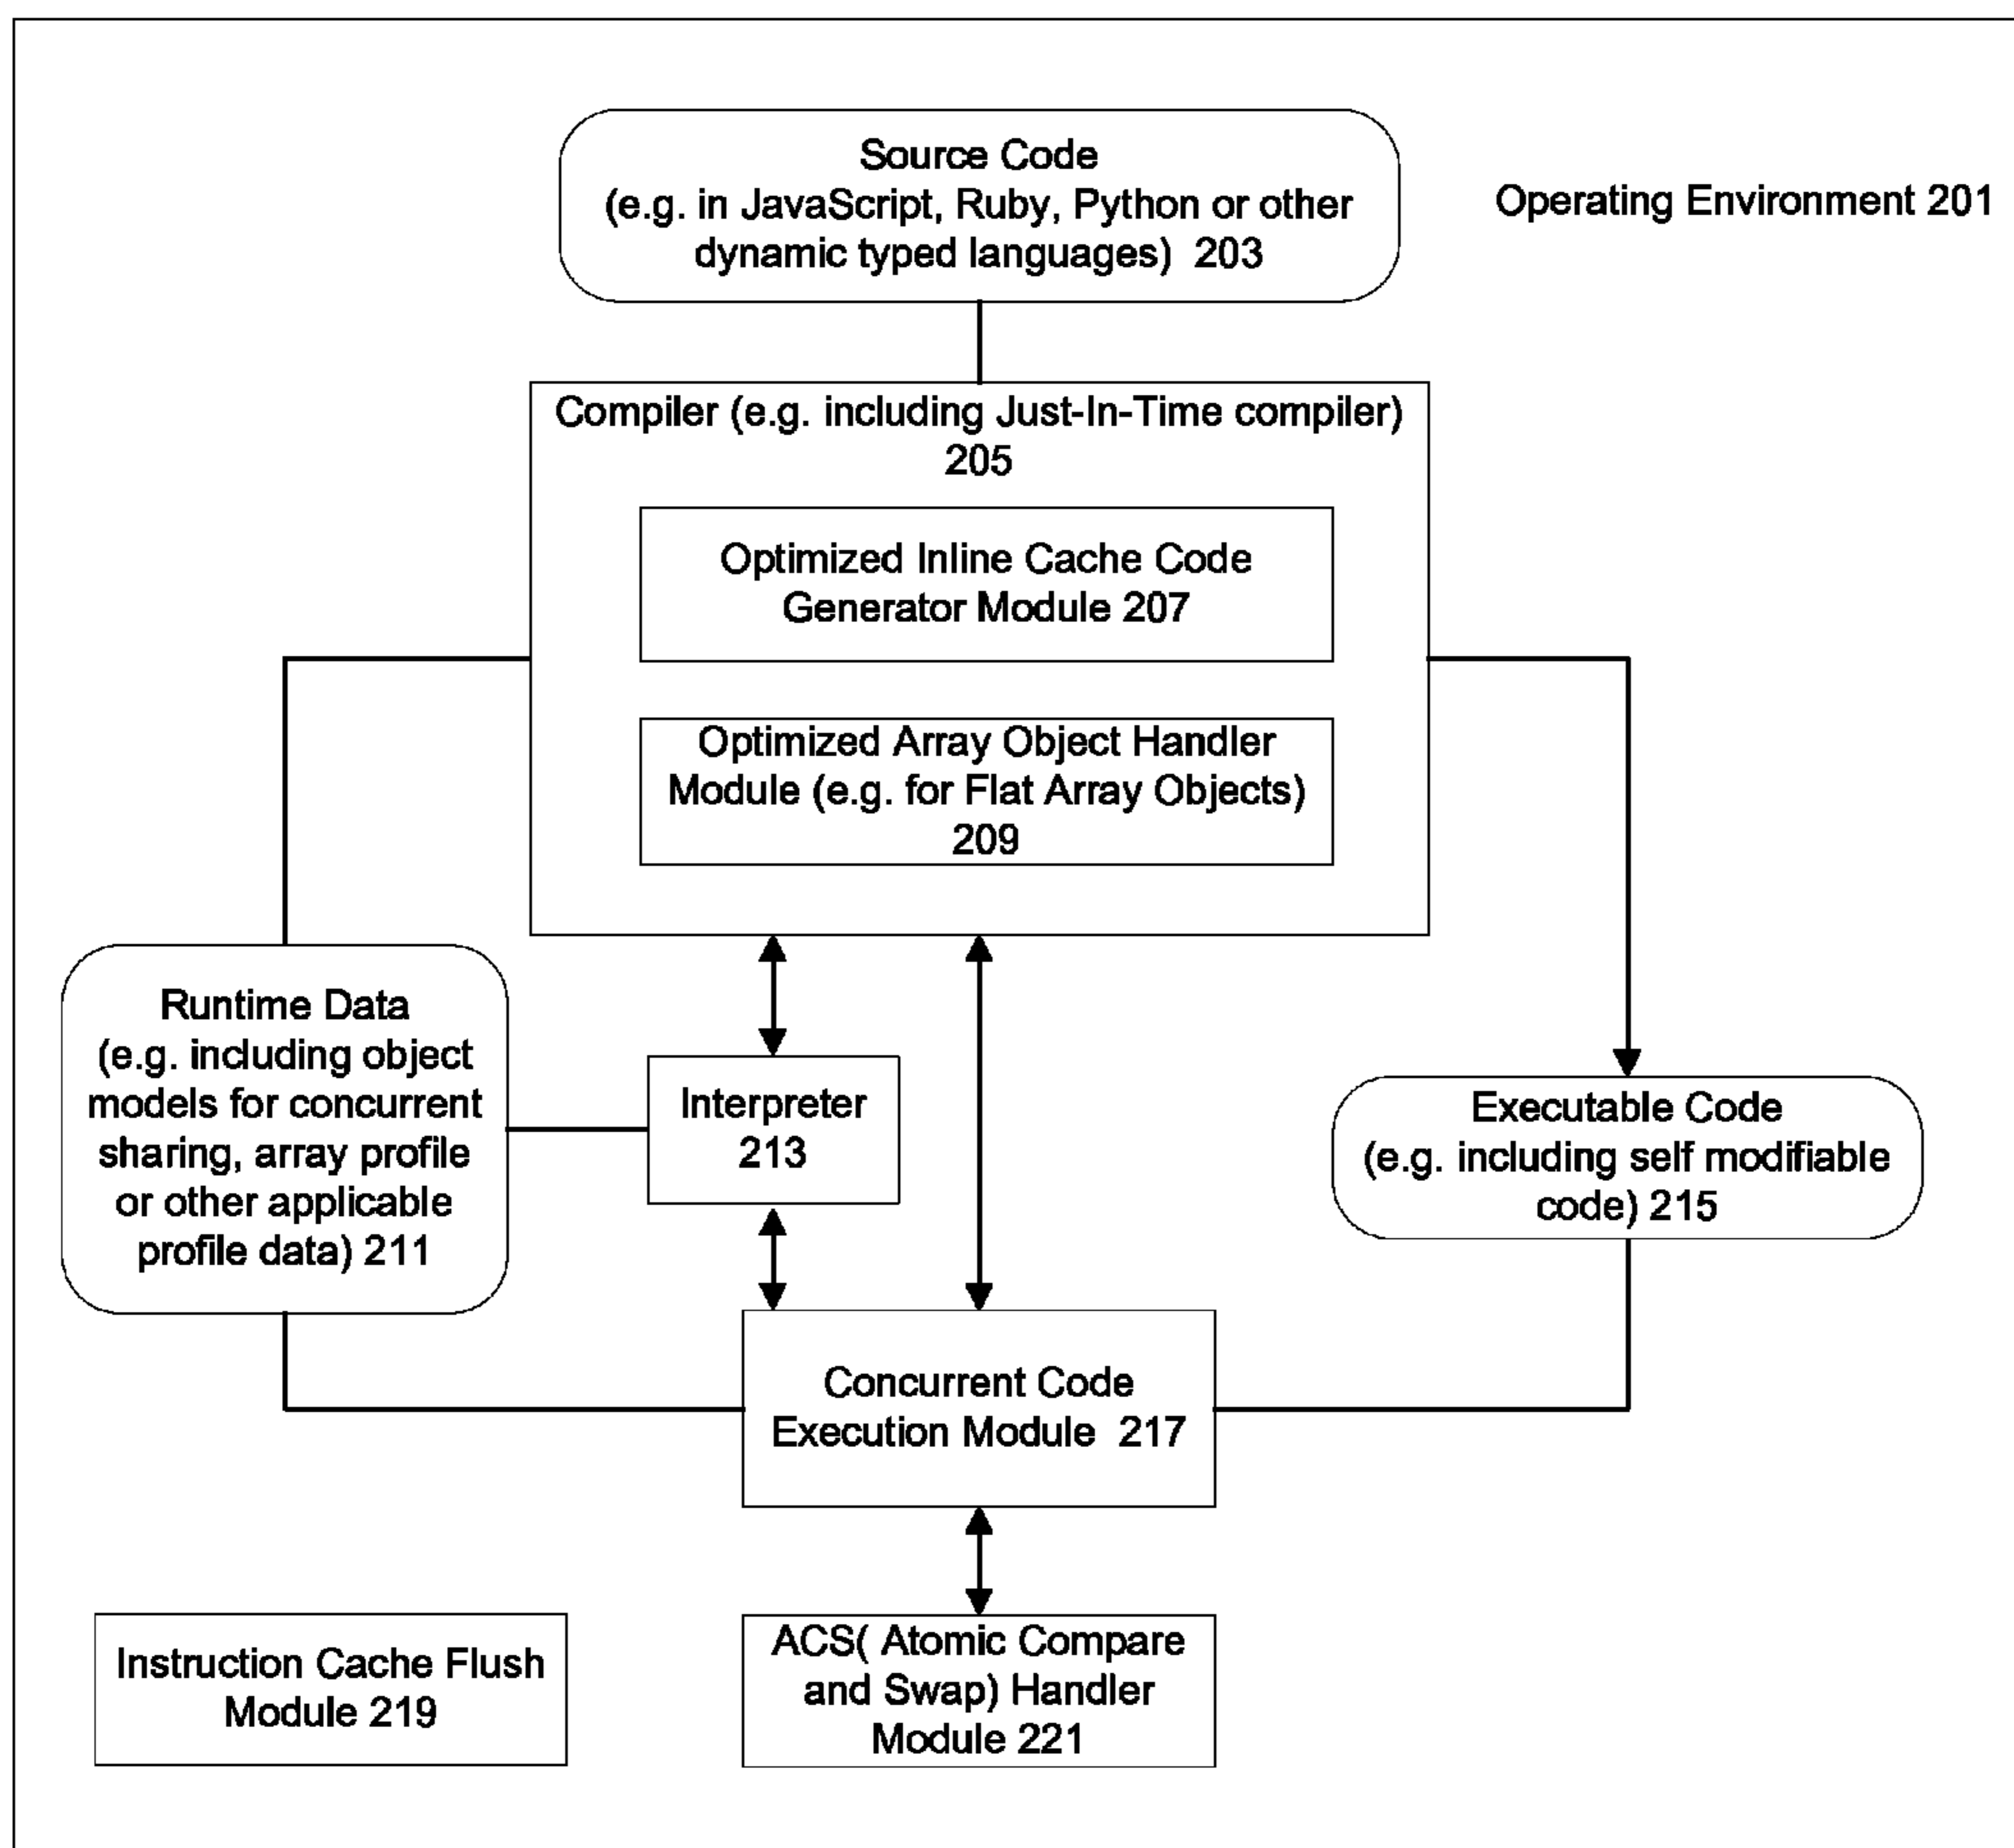 Source Code
(e.g. in JavaScript, Ruby, Python or other
dynamic typed languages) 203
Operating Environment 201
Compiler (e.g. including Just-In-Time compiler)
205
Optimized Inline Cache Code
Generator Module 207
Optimized Array Object Handler
Module (e.g. for Flat Array Objects)
209
Runtime Data
(e.g. including object
models for concurrent
sharing, array profile
or other applicable
profile data) 211
Interpreter
213
Executable Code
(e.g. including self modifiable
code) 215
Concurrent Code
Execution Module 217
Instruction Cache Flush
Module 219
ACS( Atomic Compare
and Swap) Handler
Module 221